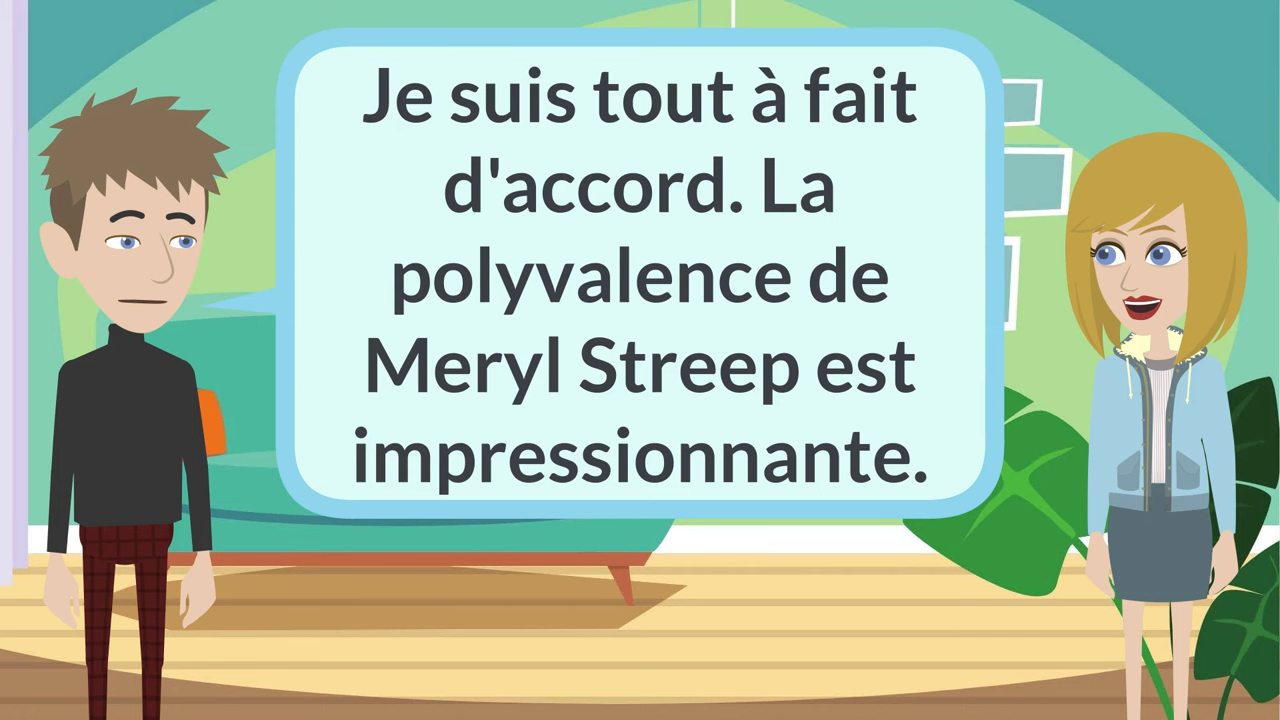 Je suis tout à fait
d'accord. La
polyvalence de
Meryl Streep est
impressionnante.